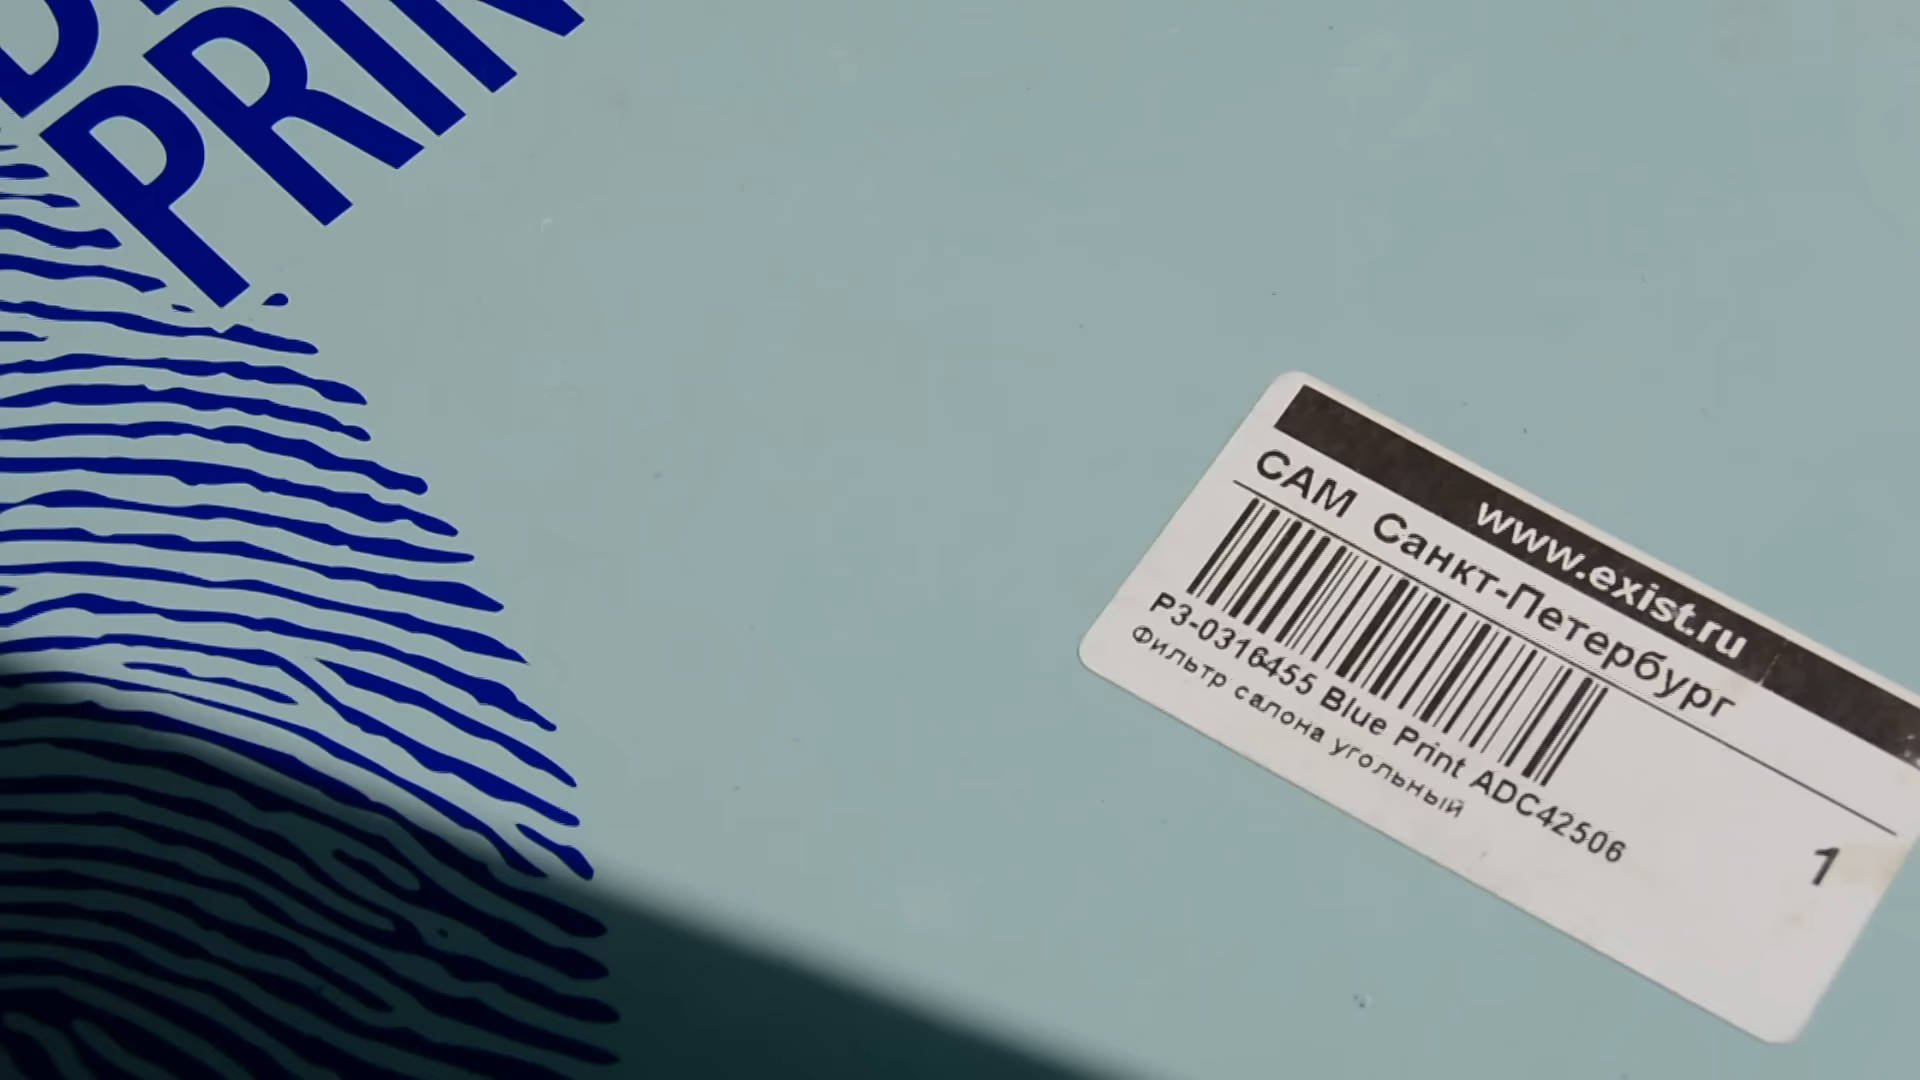 PRIN
www.exist.ru
САМ Санкт-Петербург
P3-0316455 Blue Print ADC42506
Фильтр салона угольный
1